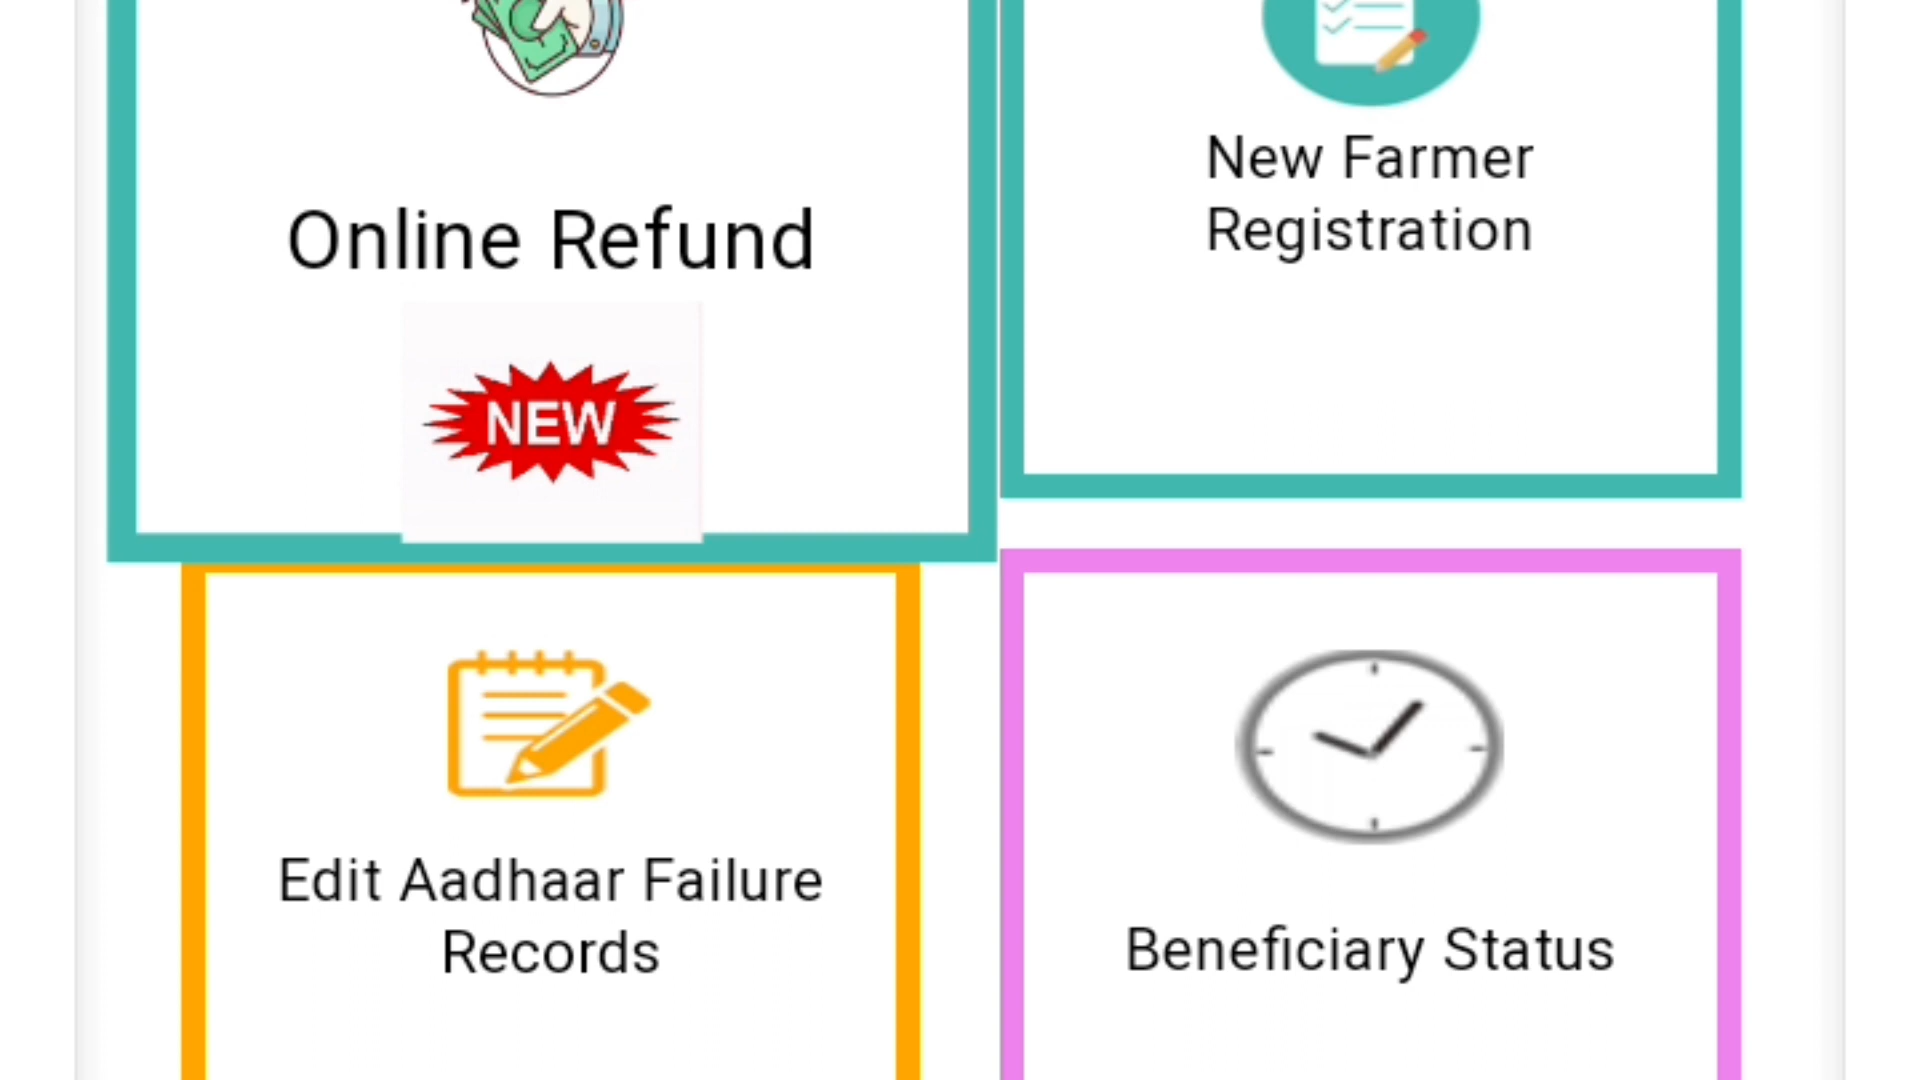 Online Refund
NEW
New Farmer
Registration
Edit Aadhaar Failure
Records
Beneficiary Status